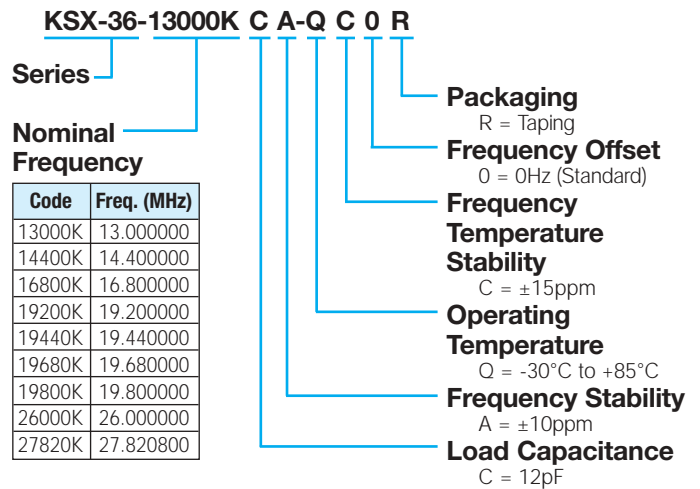 KSX-36-13000K C A-Q C 0 R
Series
Nominal
Frequency
Code Freq. (MHz)
13000K 13.000000
14400K 14.400000
16800K 16.800000
19200K 19.200000
19440K 19.440000
19680K 19.680000
19800K 19.800000
26000K 26.000000
27820K 27.820800
Packaging
R = Taping
Frequency Offset
0 = 0Hz (Standard)
Frequency
Temperature
Stability
C = ±15ppm
Operating
Temperature
Q = -30°C to +85°C
Frequency Stability
A = ±10ppm
Load Capacitance
C = 12pF